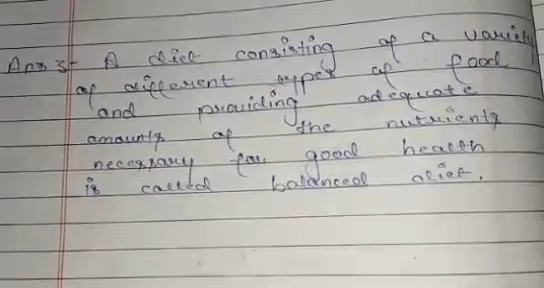 Ans 3- A diet consisting of a variety
of different types of food
and providing adequate
amounts of the nutrients
necessary for good health
is called balanced diet.